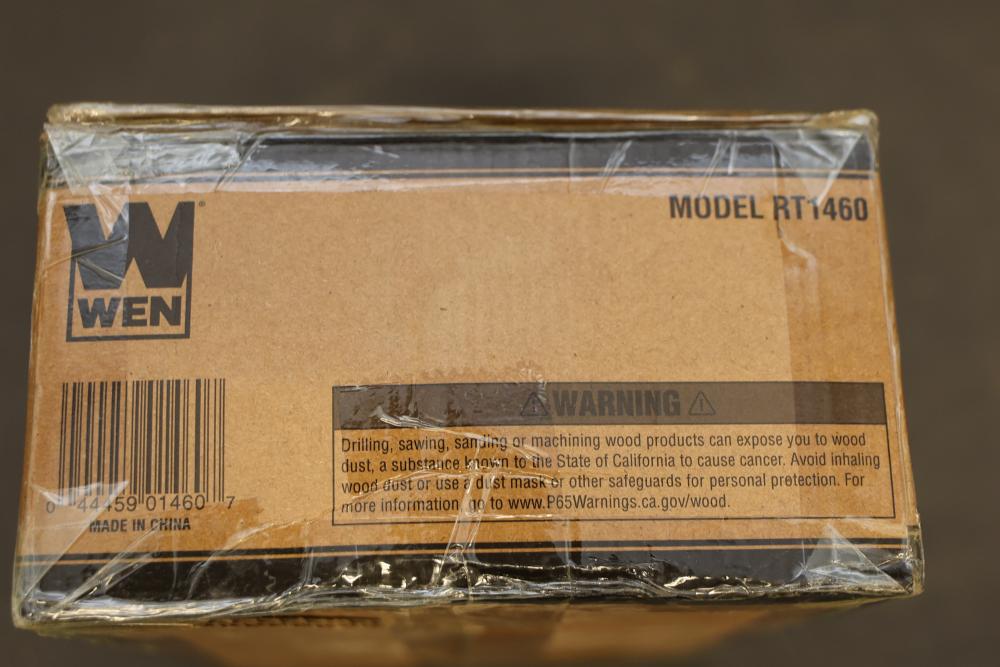 WEN
MODEL RT1460
WARNING
Drilling, sawing, sanding or machining wood products can expose you to wood
dust, a substance known to the State of California to cause cancer. Avoid inhaling
wood dust or use a dust mask or other safeguards for personal protection. For
more information go to www.P65Warnings.ca.gov/wood.
0 44459 01460 7
MADE IN CHINA